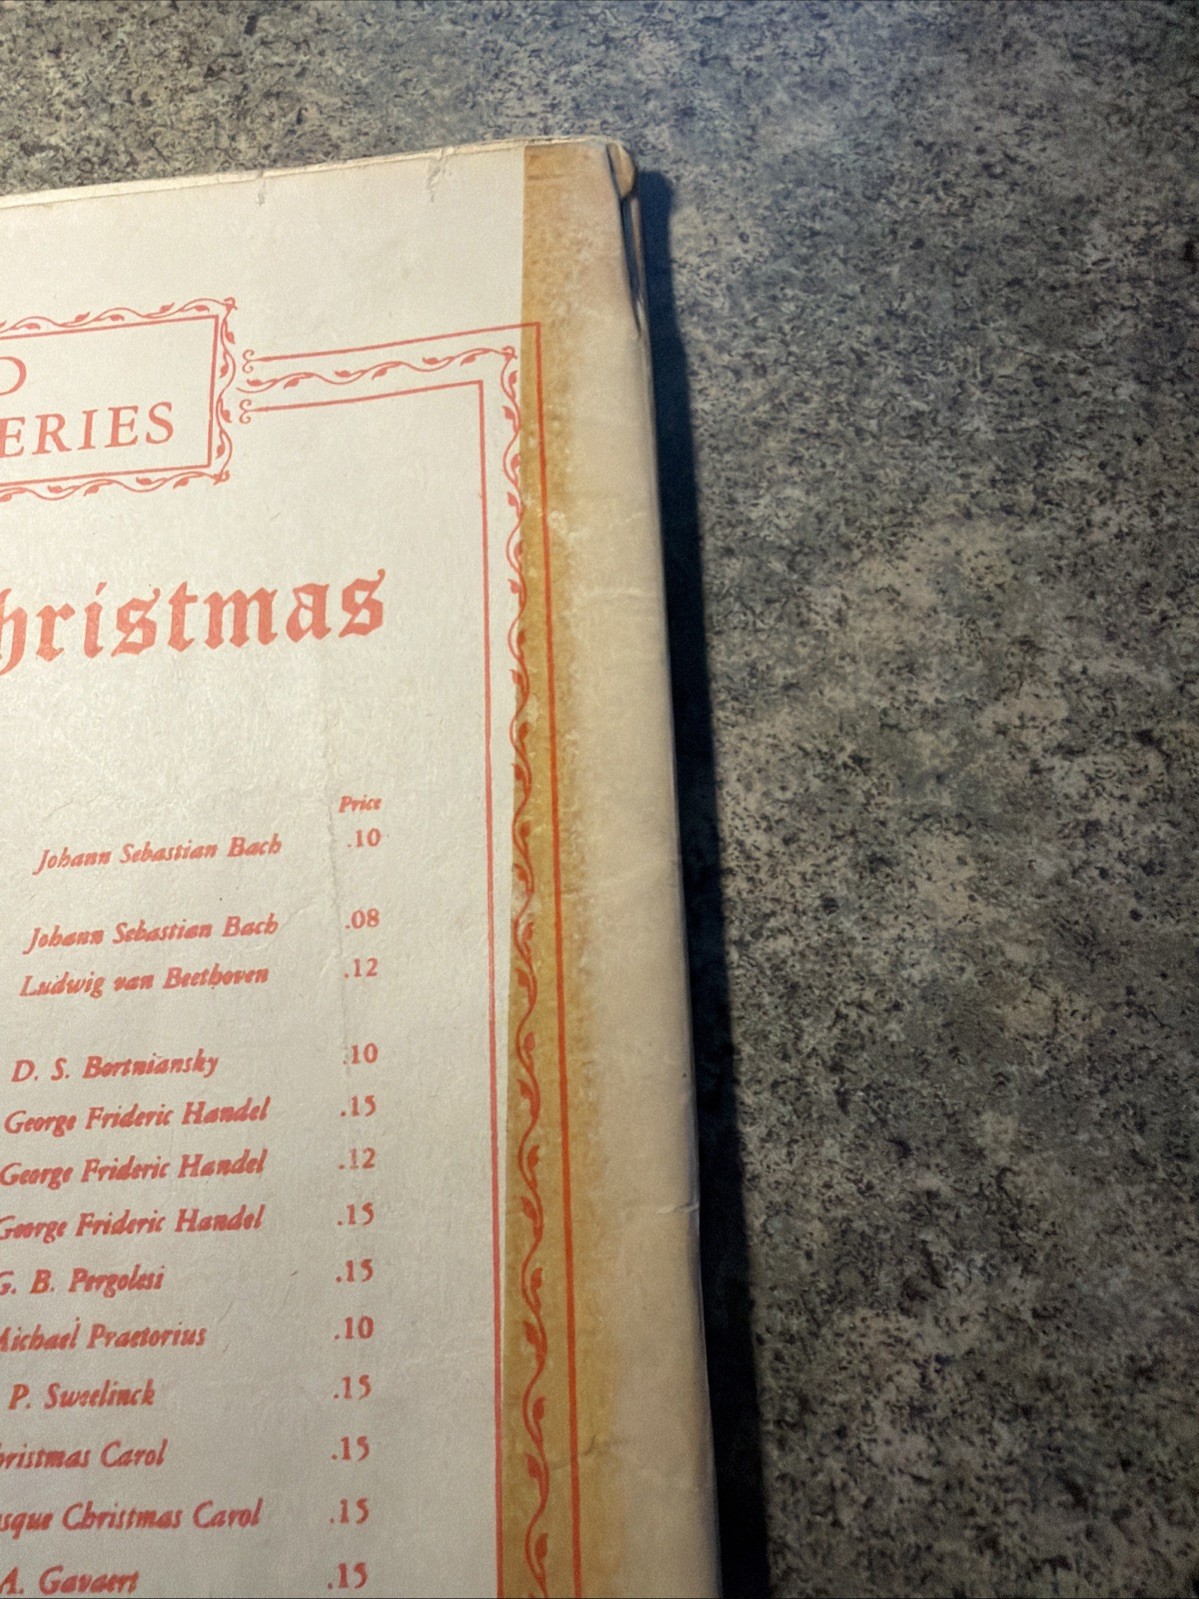 D
ERIES
hristmas
Price
Johann Sebastian Bach .10
Johann Sebastian Bach .08
Ludwig van Beethoven .12
D. S. Bortniansky .10
George Frideric Handel .15
George Frideric Handel .12
George Frideric Handel .15
G. B. Pergolesi .15
Michael Praetorius .10
P. Sweelinck .15
hristmas Carol .15
sque Christmas Carol .15
A. Gavaert .15